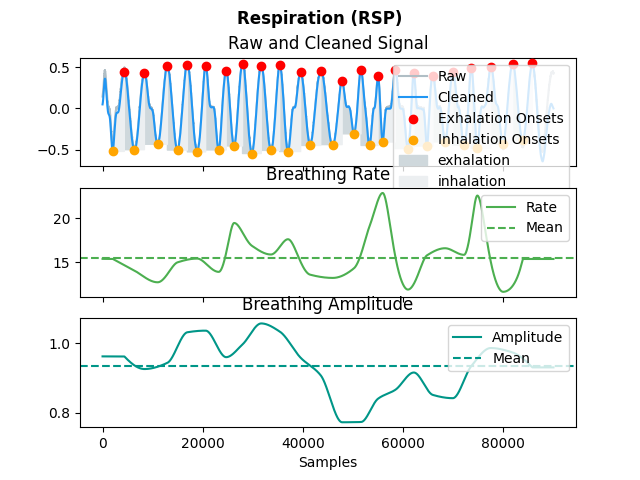 Respiration (RSP)
Raw and Cleaned Signal
0.5
0.0
−0.5
Raw
Cleaned
Exhalation Onsets
Inhalation Onsets
exhalation
inhalation
Breathing Rate
20
15
Rate
Mean
Breathing Amplitude
1.0
0.8
Amplitude
Mean
0
20000
40000
60000
80000
Samples